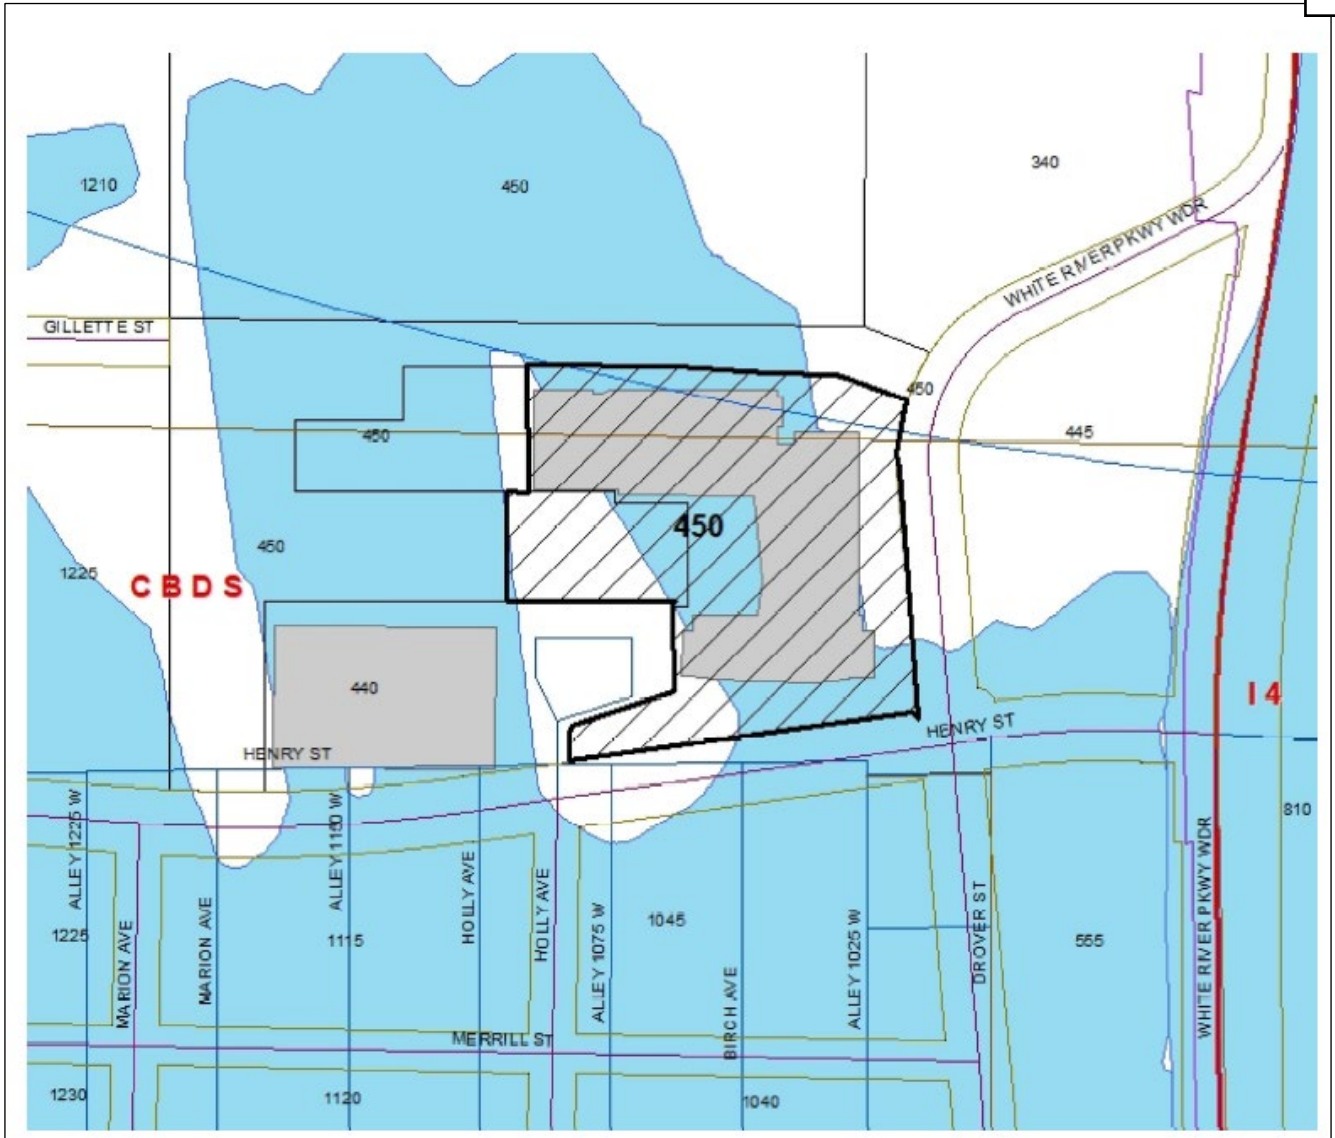 340
1210
450
WHITE RIVER PKWY WDR
GILLETTE ST
450
450
445
450
450
1225
CBDS
440
I4
HENRY ST
HENRY ST
810
ALLEY 1225 W
ALLEY 1150 W
MARION AVE
MARION AVE
HOLLY AVE
HOLLY AVE
ALLEY 1075 W
1045
BIRCH AVE
ALLEY 1025 W
DROVER ST
WHITE RIVER PKWY WDR
1225
1115
555
MERRILL ST
1230
1120
1040